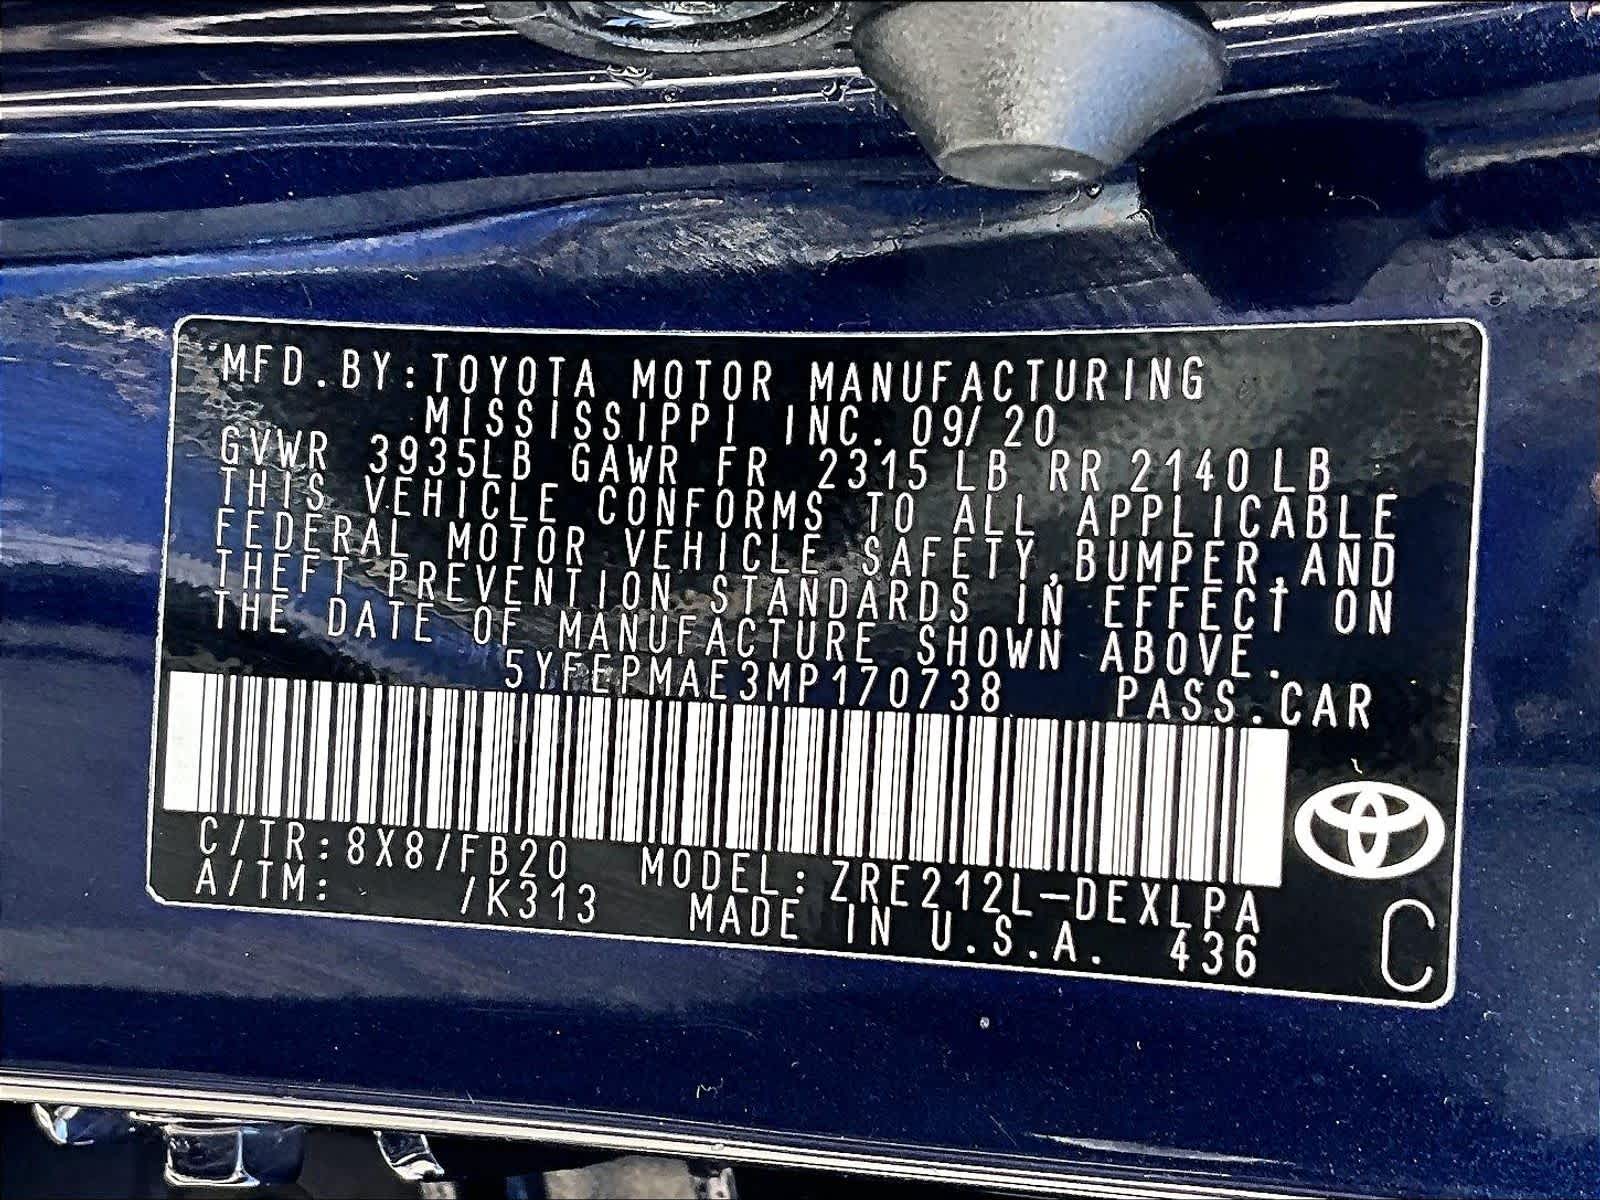 MFD.BY:TOYOTA MOTOR MANUFACTURING
MISSISSIPPI INC. 09/20
GVWR 3935LB GAWR FR 2315 LB RR 2140 LB
THIS VEHICLE CONFORMS TO ALL APPLICABLE
FEDERAL MOTOR VEHICLE SAFETY,BUMPER,AND
THEFT PREVENTION STANDARDS IN EFFECT ON
THE DATE OF MANUFACTURE SHOWN ABOVE.
5YFEPMAE3MP170738 PASS.CAR
C/TR:8X8/FB20 MODEL:ZRE212L-DEXLPA
A/TM: /K313 MADE IN U.S.A. 436
C